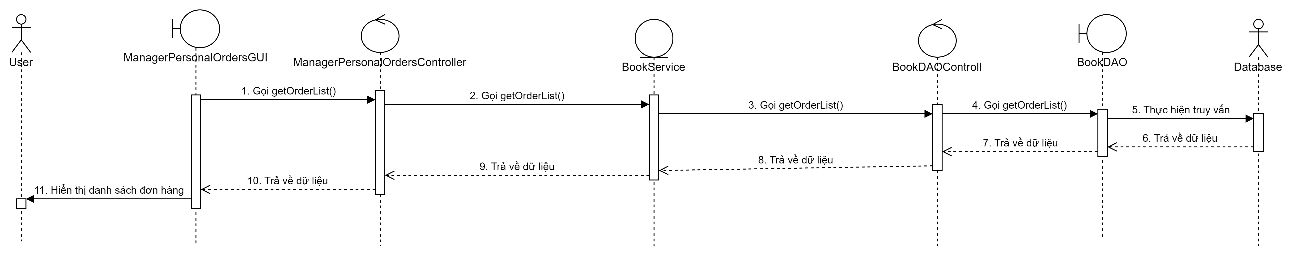 User
ManagerPersonalOrdersGUI
ManagerPersonalOrdersController
BookService
BookDAOControll
BookDAO
Database
1. Gọi getOrderList()
2. Gọi getOrderList()
3. Gọi getOrderList()
4. Gọi getOrderList()
5. Thực hiện truy vấn
6. Trả về dữ liệu
7. Trả về dữ liệu
8. Trả về dữ liệu
9. Trả về dữ liệu
10. Trả về dữ liệu
11. Hiển thị danh sách đơn hàng